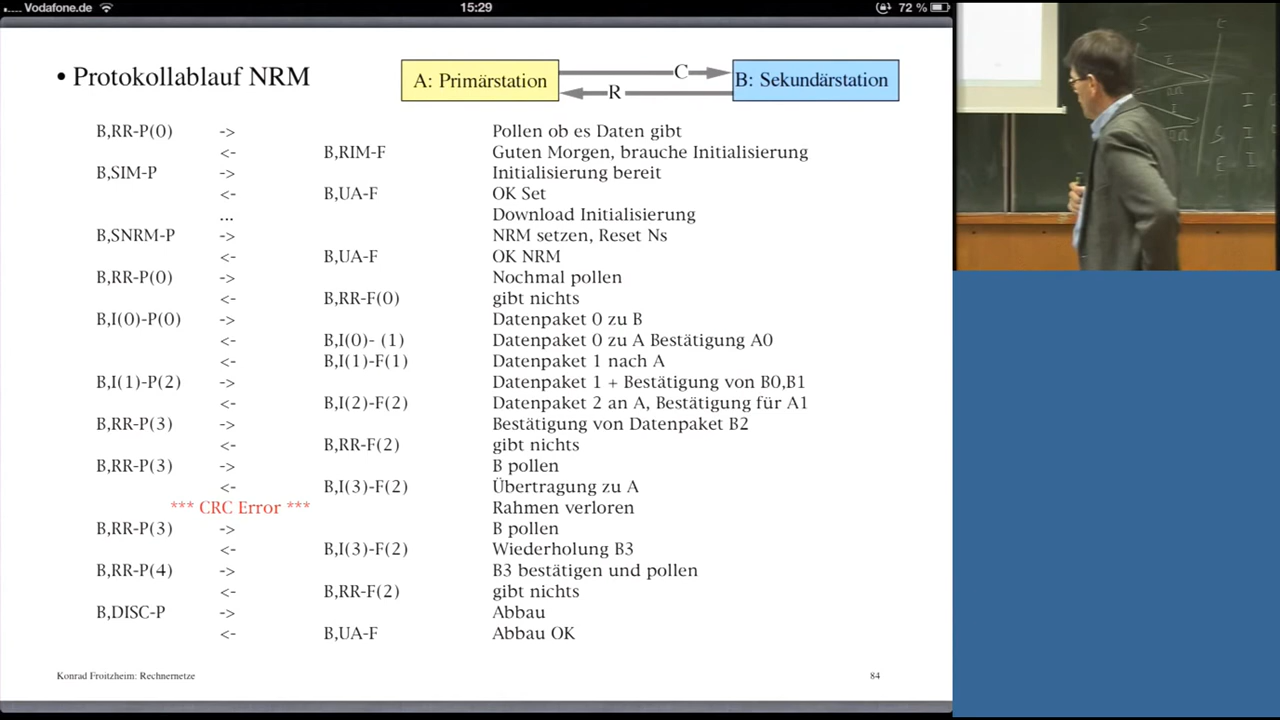 Vodafone.de 15:29 72 %
• Protokollablauf NRM
A: Primärstation C R B: Sekundärstation
B,RR-P(0) -> Pollen ob es Daten gibt
<- B,RIM-F Guten Morgen, brauche Initialisierung
B,SIM-P -> Initialisierung bereit
<- B,UA-F OK Set
... Download Initialisierung
B,SNRM-P -> NRM setzen, Reset Ns
<- B,UA-F OK NRM
B,RR-P(0) -> Nochmal pollen
<- B,RR-F(0) gibt nichts
B,I(0)-P(0) -> Datenpaket 0 zu B
<- B,I(0)- (1) Datenpaket 0 zu A Bestätigung A0
<- B,I(1)-F(1) Datenpaket 1 nach A
B,I(1)-P(2) -> Datenpaket 1 + Bestätigung von B0,B1
<- B,I(2)-F(2) Datenpaket 2 an A, Bestätigung für A1
B,RR-P(3) -> Bestätigung von Datenpaket B2
<- B,RR-F(2) gibt nichts
B,RR-P(3) -> B pollen
<- B,I(3)-F(2) Übertragung zu A
*** CRC Error *** Rahmen verloren
B,RR-P(3) -> B pollen
<- B,I(3)-F(2) Wiederholung B3
B,RR-P(4) -> B3 bestätigen und pollen
<- B,RR-F(2) gibt nichts
B,DISC-P -> Abbau
<- B,UA-F Abbau OK
Konrad Froitzheim: Rechnernetze 84